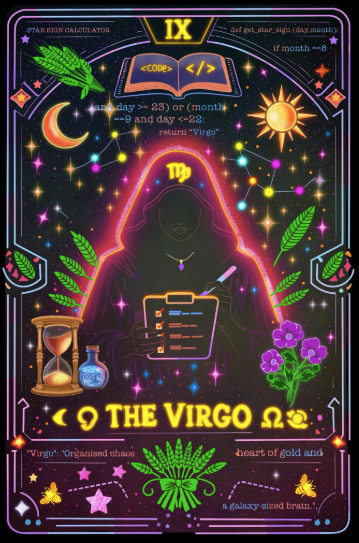 IX
STAR SIGN CALCULATOR
def get_star_sign (day,month):
if month ==8
<CODE>
</>
and day >= 23) or (month
==9 and day <=22:
return "Virgo"
♍
THE VIRGO
"Virgo": "Organised chaos
heart of gold and
a galaxy-sized brain.",